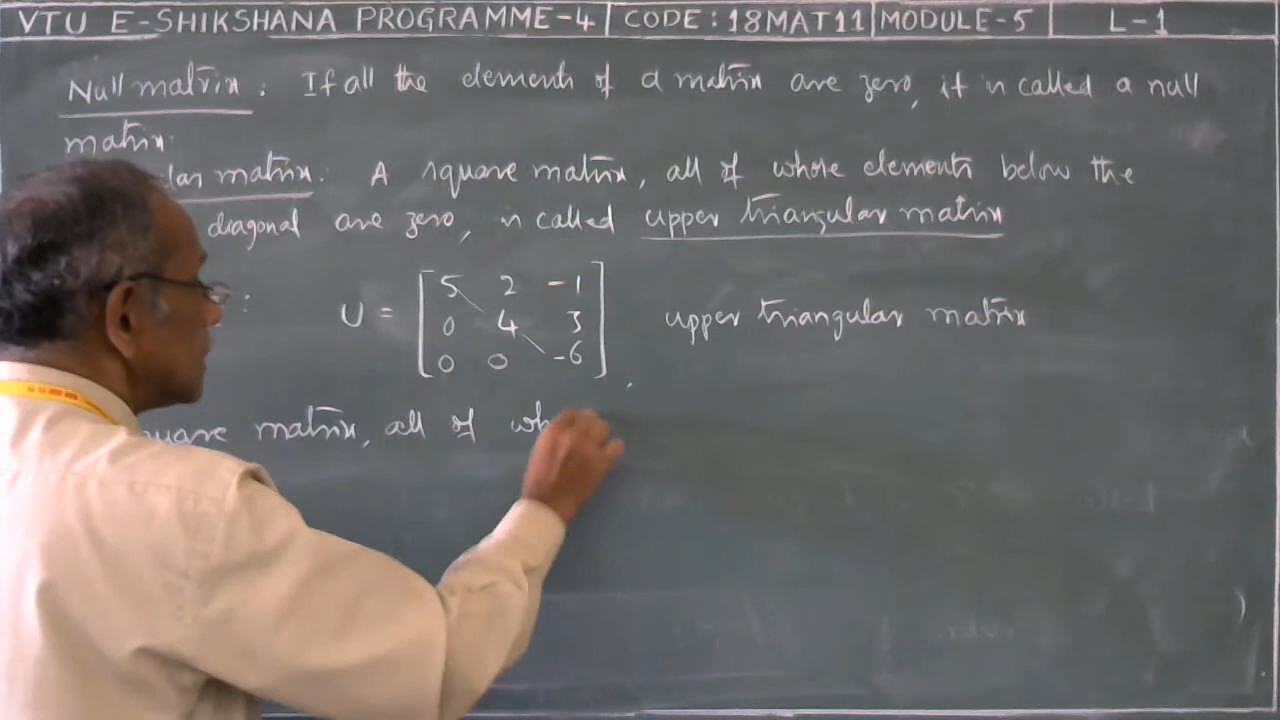 VTU E-SHIKSHANA PROGRAMME-4 CODE: 18MAT11 MODULE-5 L-1
Null matrix : If all the elements of a matrix are zero, it is called a null
matrix.
lar matrix: A square matrix, all of whose elements below the
diagonal are zero, is called upper triangular matrix
: U = [ 5 2 -1
0 4 3 upper triangular matrix
0 0 -6 ],
uare matrix, all of wh